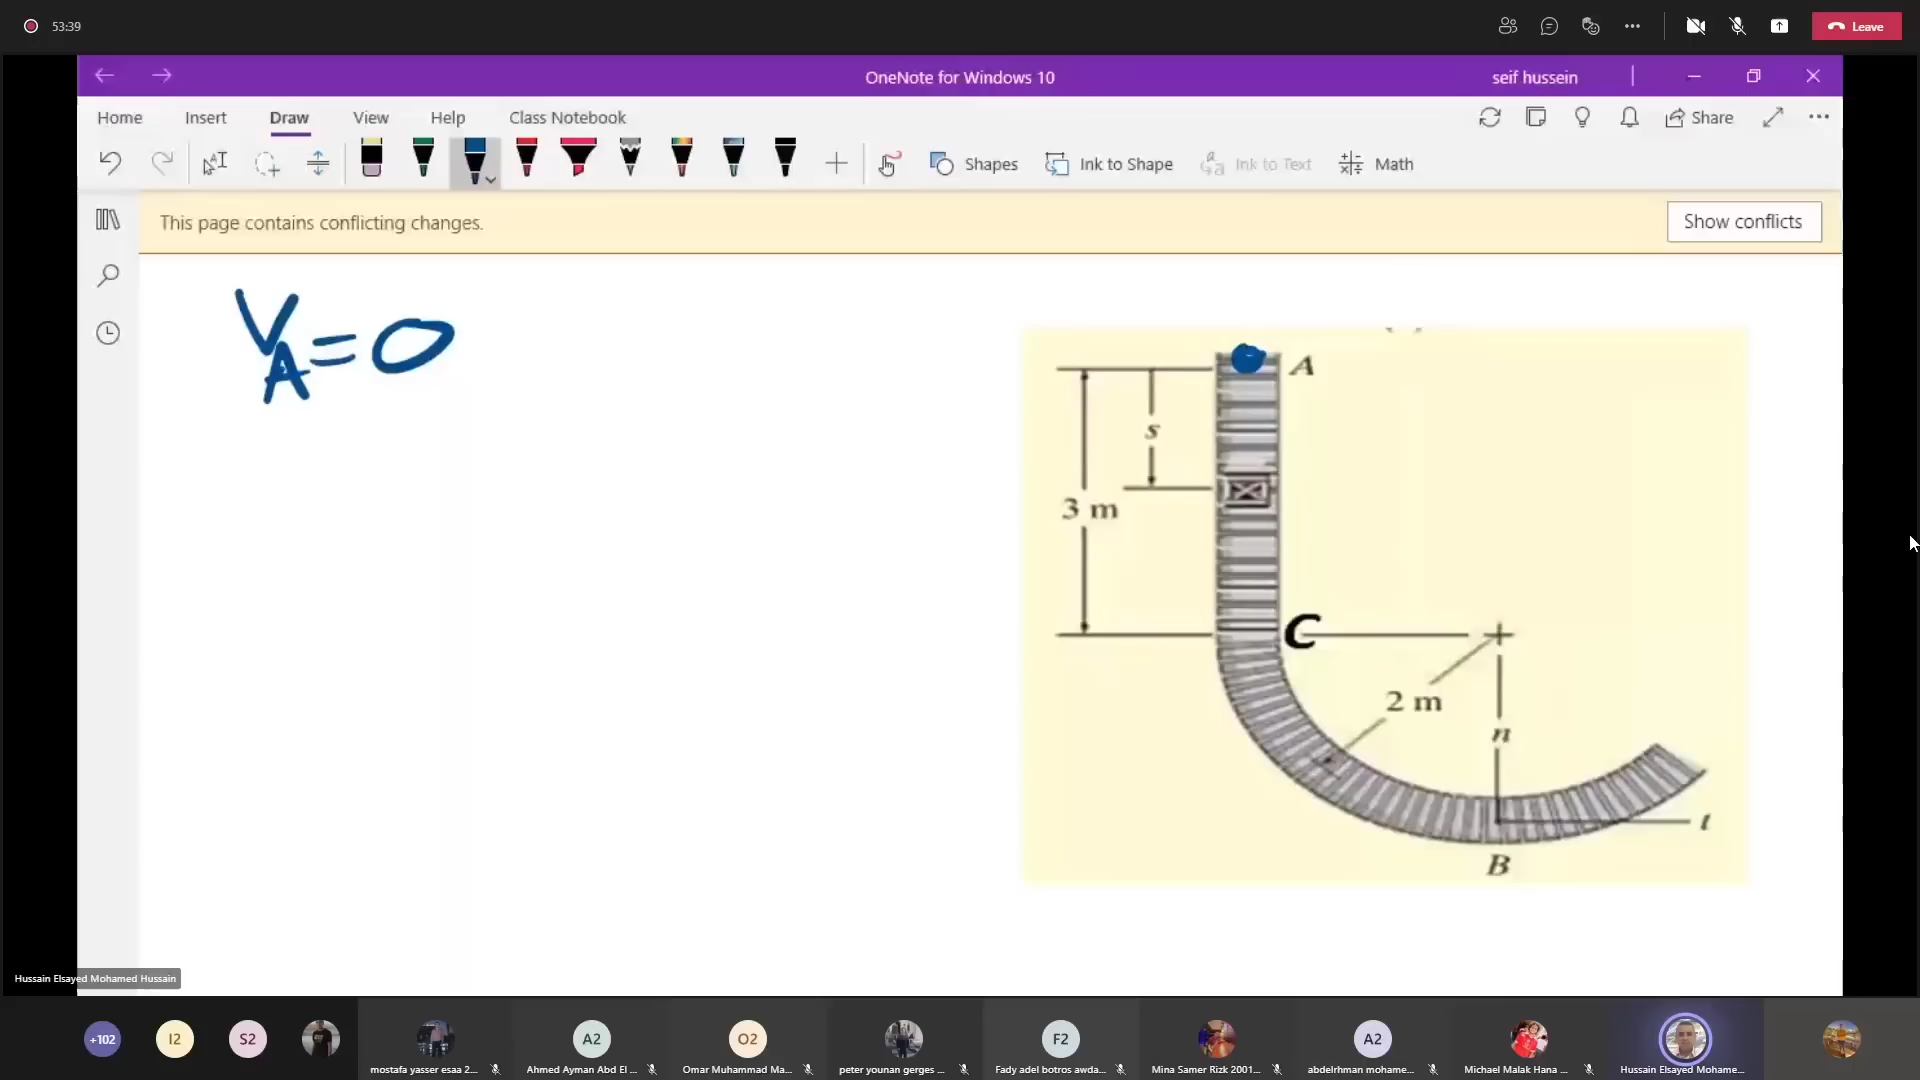 53:39
Leave
OneNote for Windows 10
seif hussein
Home Insert Draw View Help Class Notebook
Share
Shapes Ink to Shape Ink to Text Math
This page contains conflicting changes.
Show conflicts
V_A=0
A
s
3 m
C
2 m
n
t
B
Hussain Elsayed Mohamed Hussain
+102 I2 S2 A2 O2 F2 A2
mostafa yasser esaa 2... Ahmed Ayman Abd El ... Omar Muhammad Ma... peter younan gerges ... Fady adel botros awda... Mina Samer Rizk 2001... abdelrhman mohame... Michael Malak Hana ... Hussain Elsayed Mohame...